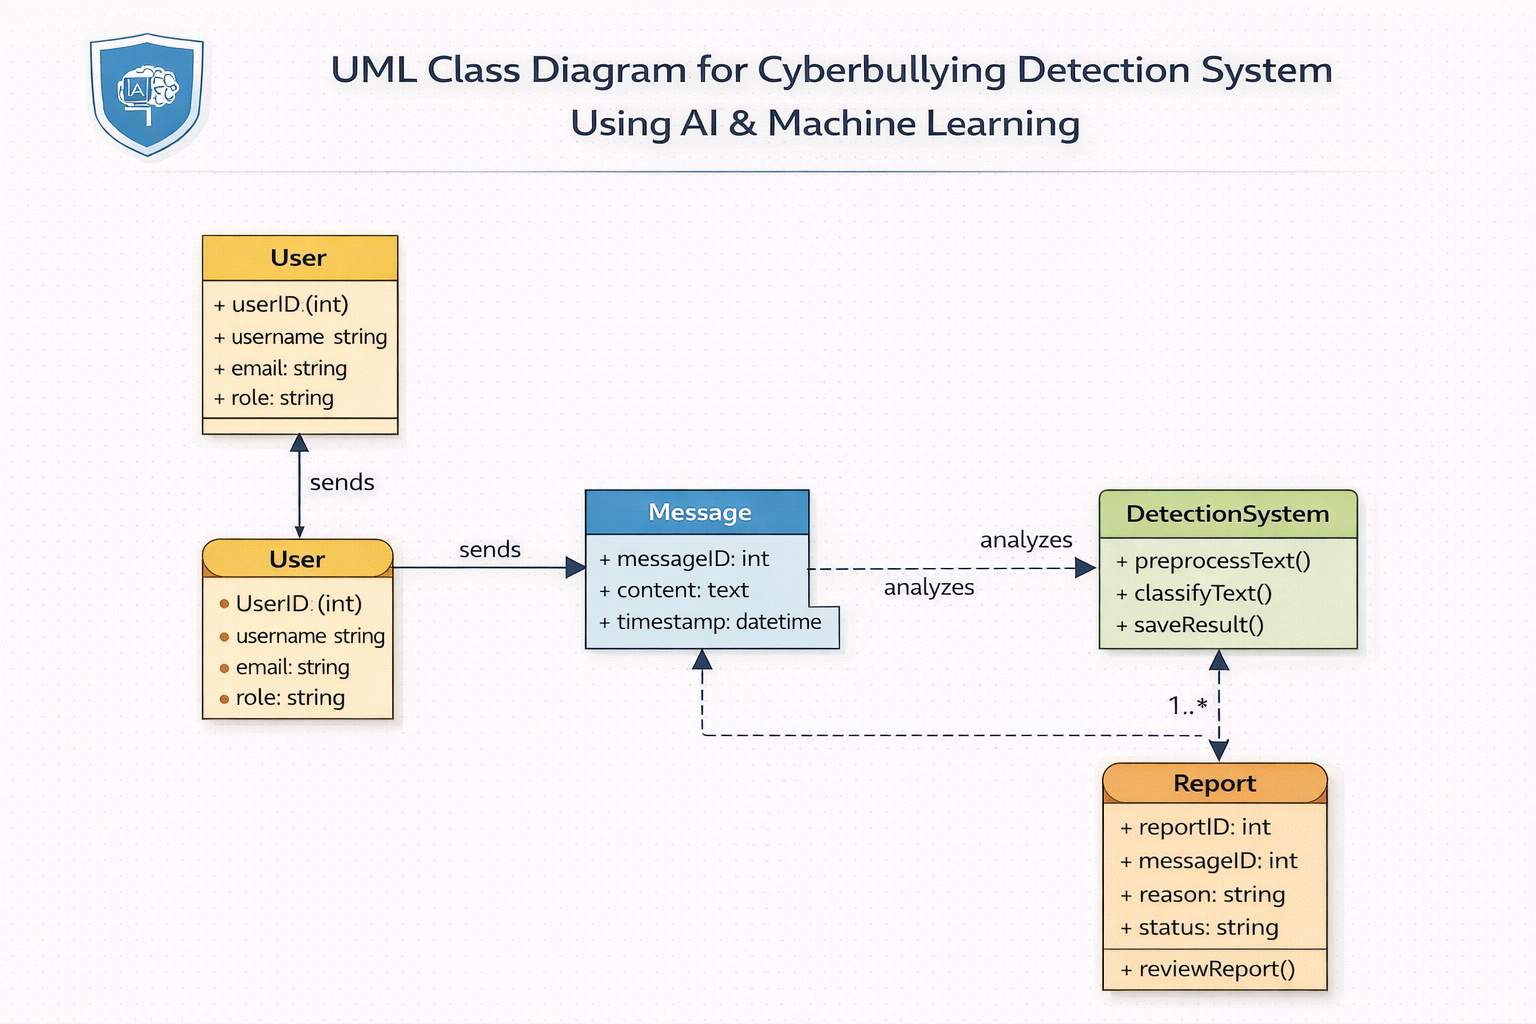 IA
UML Class Diagram for Cyberbullying Detection System
Using AI & Machine Learning
User
+ userID:(int)
+ username string
+ email: string
+ role: string
sends
User
UserID: (int)
username string
email: string
role: string
sends
Message
+ messageID: int
+ content: text
+ timestamp: datetime
analyzes
analyzes
DetectionSystem
+ preprocessText()
+ classifyText()
+ saveResult()
1..*
Report
+ reportID: int
+ messageID: int
+ reason: string
+ status: string
+ reviewReport()